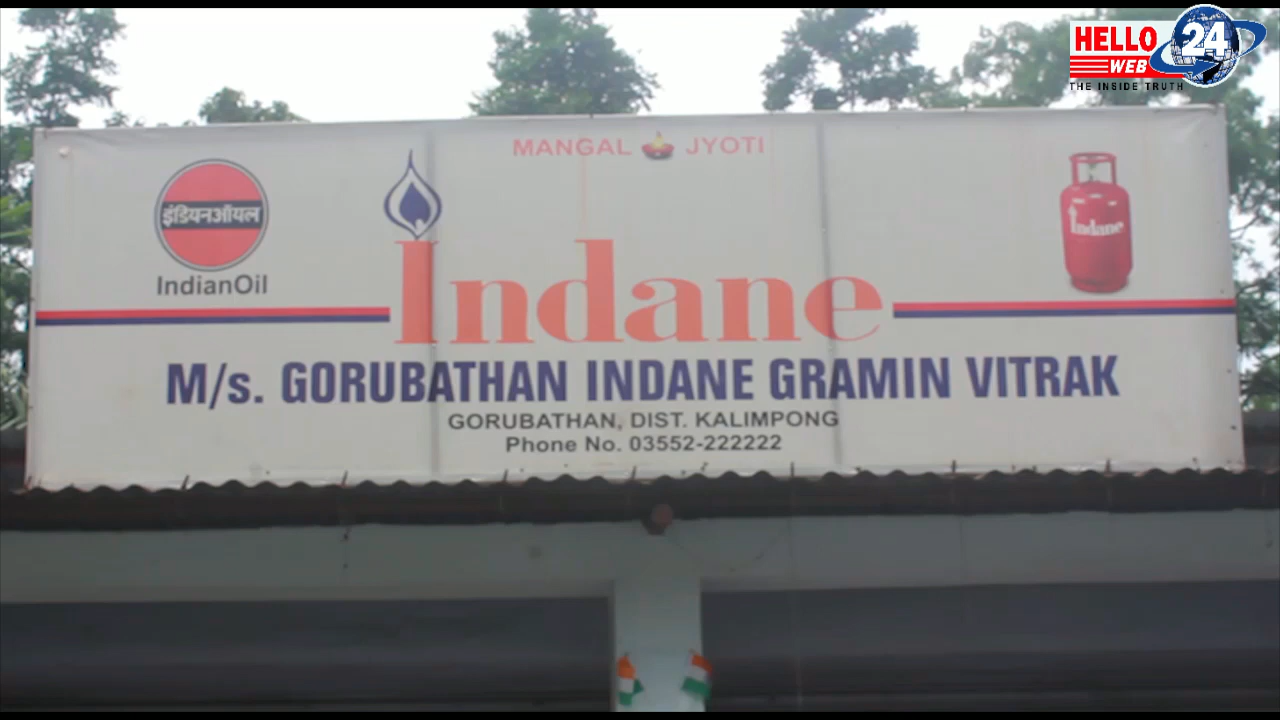 HELLO
WEB
24
THE INSIDE TRUTH
MANGAL JYOTI
इंडियनऑयल
IndianOil
Indane
Indane
M/s. GORUBATHAN INDANE GRAMIN VITRAK
GORUBATHAN, DIST. KALIMPONG
Phone No. 03552-222222